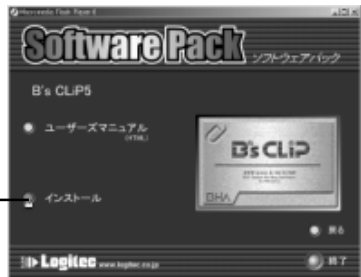 Macromedia Flash Player 6
Software Pack
ソフトウェアパック
B's CLiP5
ユーザーズマニュアル
(HTML)
B's CLiP
インストール
BHA
戻る
Logitec www.logitec.co.jp
終了